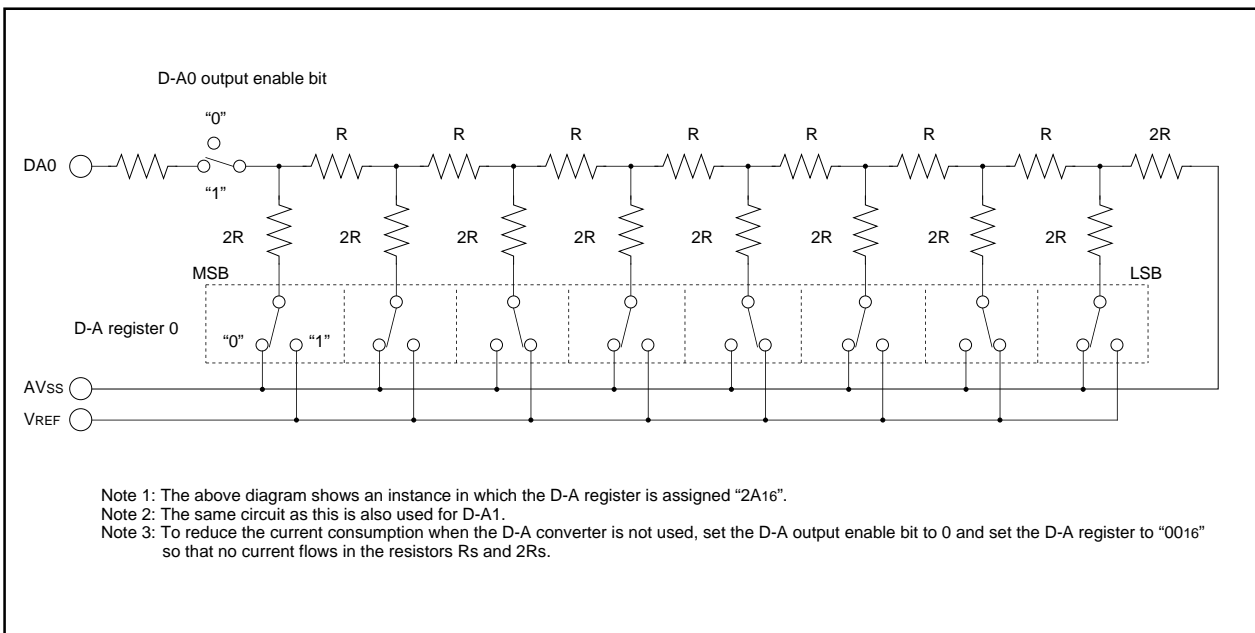 D-A0 output enable bit
“0”
R R R R R R R 2R
DA0
“1”
2R 2R 2R 2R 2R 2R 2R 2R
MSB LSB
D-A register 0 “0” “1”
AVSS
VREF
Note 1: The above diagram shows an instance in which the D-A register is assigned “2A16”.
Note 2: The same circuit as this is also used for D-A1.
Note 3: To reduce the current consumption when the D-A converter is not used, set the D-A output enable bit to 0 and set the D-A register to “0016”
so that no current flows in the resistors Rs and 2Rs.